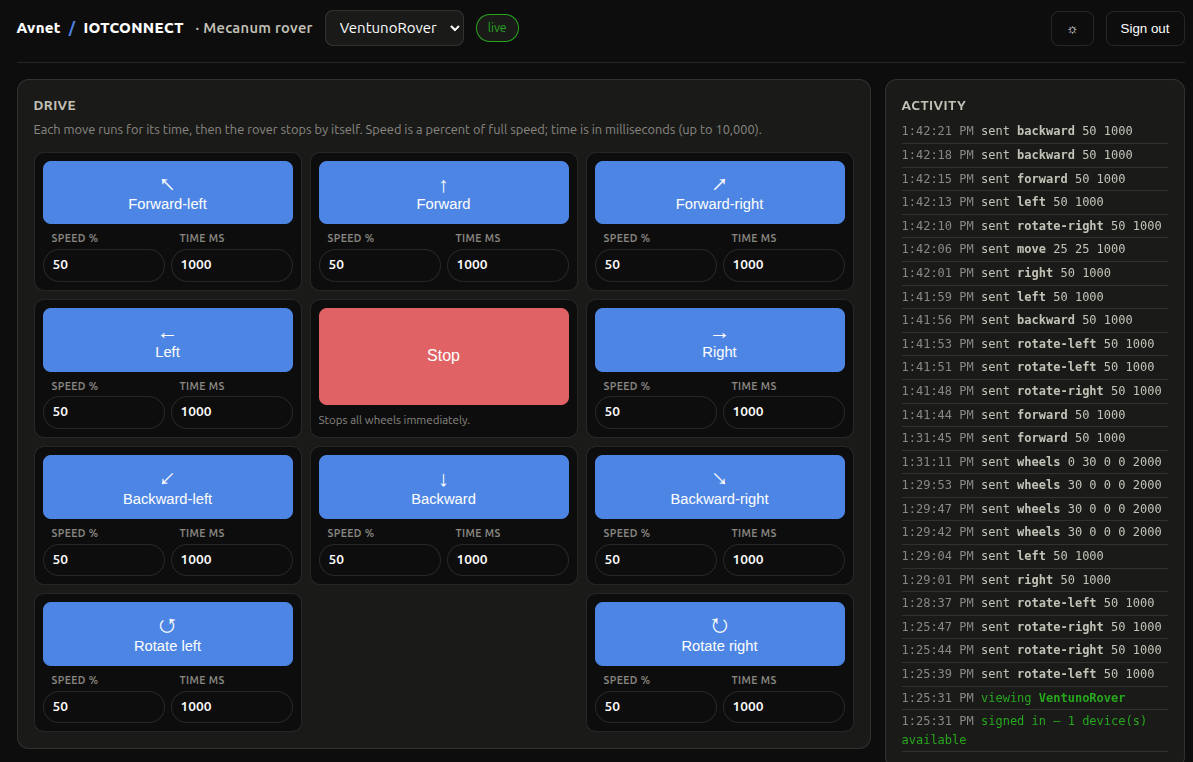 Avnet / IOTCONNECT · Mecanum rover VentunoRover live ☼ Sign out
DRIVE
Each move runs for its time, then the rover stops by itself. Speed is a percent of full speed; time is in milliseconds (up to 10,000).
↖ ↑ ↗
Forward-left Forward Forward-right
SPEED % TIME MS SPEED % TIME MS SPEED % TIME MS
50 1000 50 1000 50 1000
← →
Left Stop Right
SPEED % TIME MS SPEED % TIME MS
50 1000 50 1000
Stops all wheels immediately.
↙ ↓ ↘
Backward-left Backward Backward-right
SPEED % TIME MS SPEED % TIME MS SPEED % TIME MS
50 1000 50 1000 50 1000
↺ ↻
Rotate left Rotate right
SPEED % TIME MS SPEED % TIME MS
50 1000 50 1000
ACTIVITY
1:42:21 PM sent backward 50 1000
1:42:18 PM sent backward 50 1000
1:42:15 PM sent forward 50 1000
1:42:13 PM sent left 50 1000
1:42:10 PM sent rotate-right 50 1000
1:42:06 PM sent move 25 25 1000
1:42:01 PM sent right 50 1000
1:41:59 PM sent left 50 1000
1:41:56 PM sent backward 50 1000
1:41:53 PM sent rotate-left 50 1000
1:41:51 PM sent rotate-left 50 1000
1:41:48 PM sent rotate-right 50 1000
1:41:44 PM sent forward 50 1000
1:31:45 PM sent forward 50 1000
1:31:11 PM sent wheels 0 30 0 0 2000
1:29:53 PM sent wheels 30 0 0 0 2000
1:29:47 PM sent wheels 30 0 0 0 2000
1:29:42 PM sent wheels 30 0 0 0 2000
1:29:04 PM sent left 50 1000
1:29:01 PM sent right 50 1000
1:28:37 PM sent rotate-left 50 1000
1:25:47 PM sent rotate-right 50 1000
1:25:44 PM sent rotate-right 50 1000
1:25:39 PM sent rotate-left 50 1000
1:25:31 PM viewing VentunoRover
1:25:31 PM signed in — 1 device(s)
available